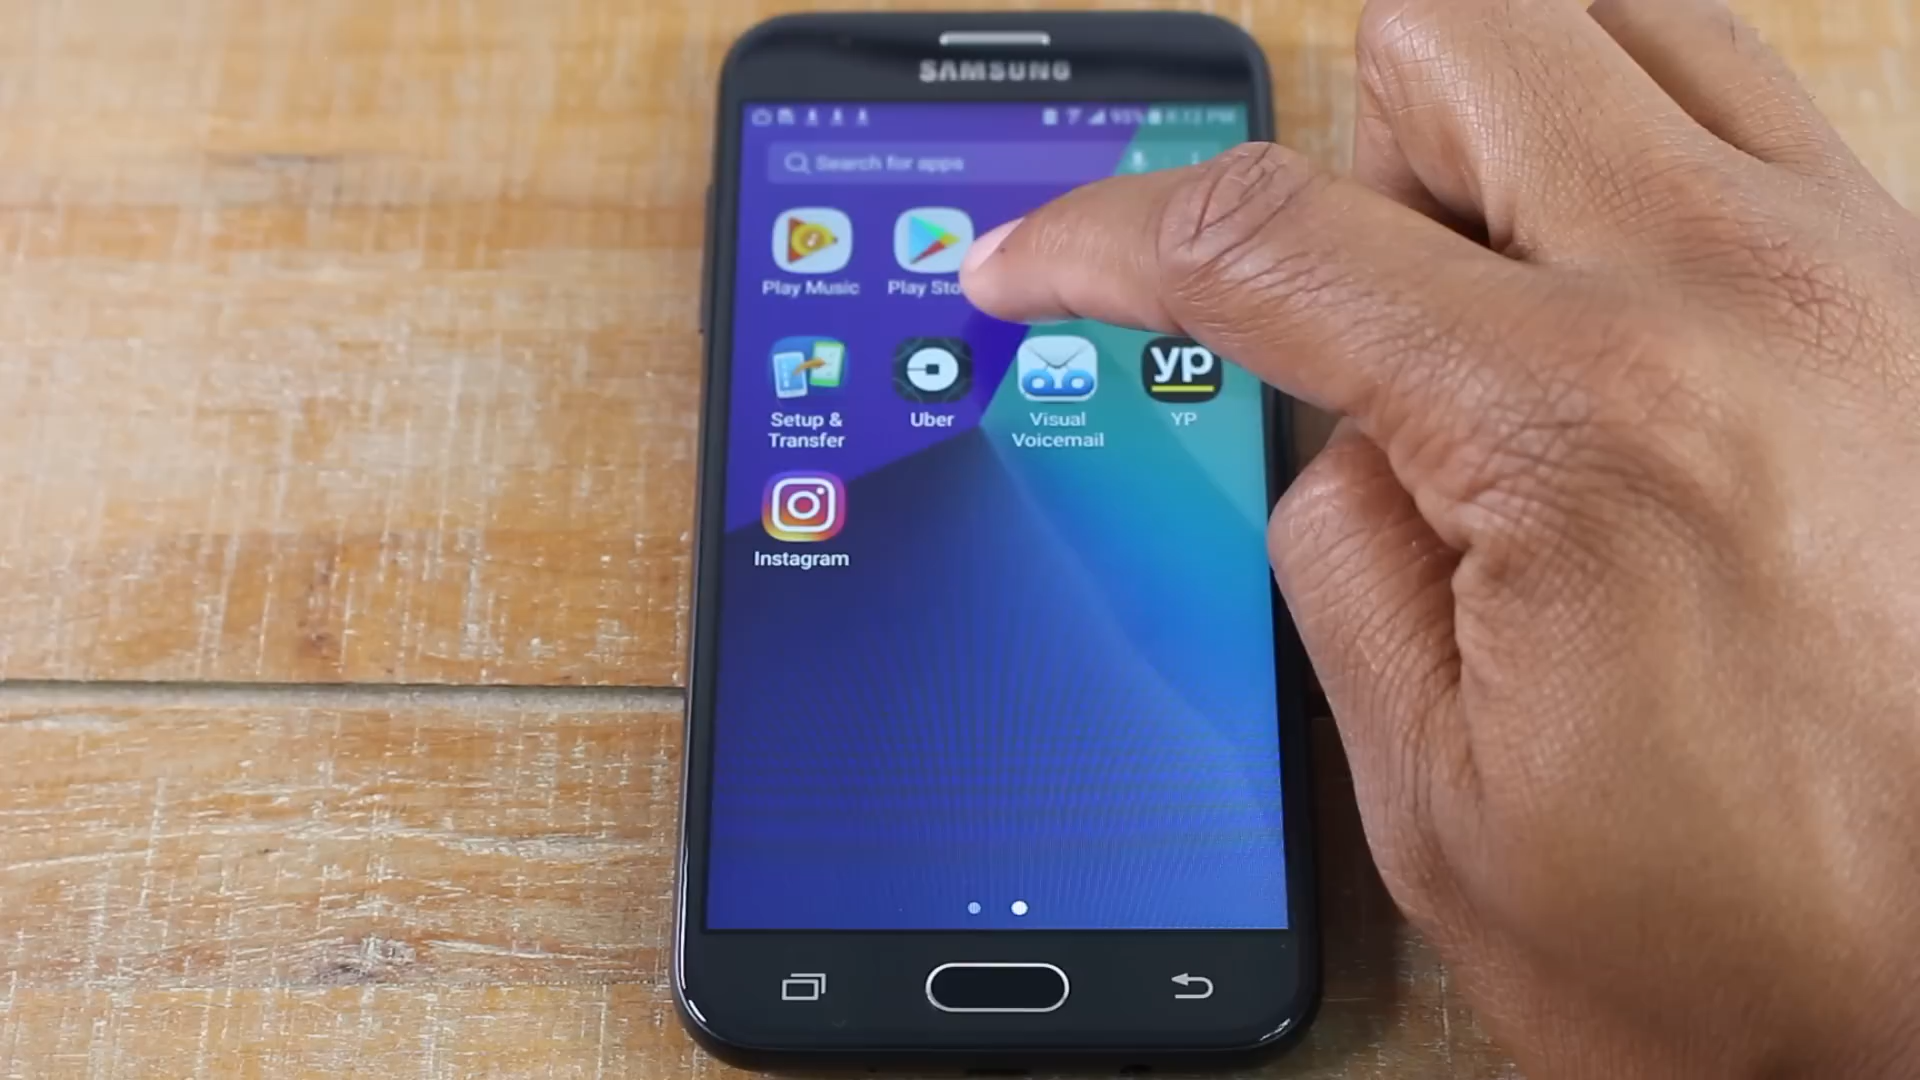 SAMSUNG
Search for apps
Play Music
Play Sto
Setup &
Transfer
Uber
Visual
Voicemail
yp
YP
Instagram